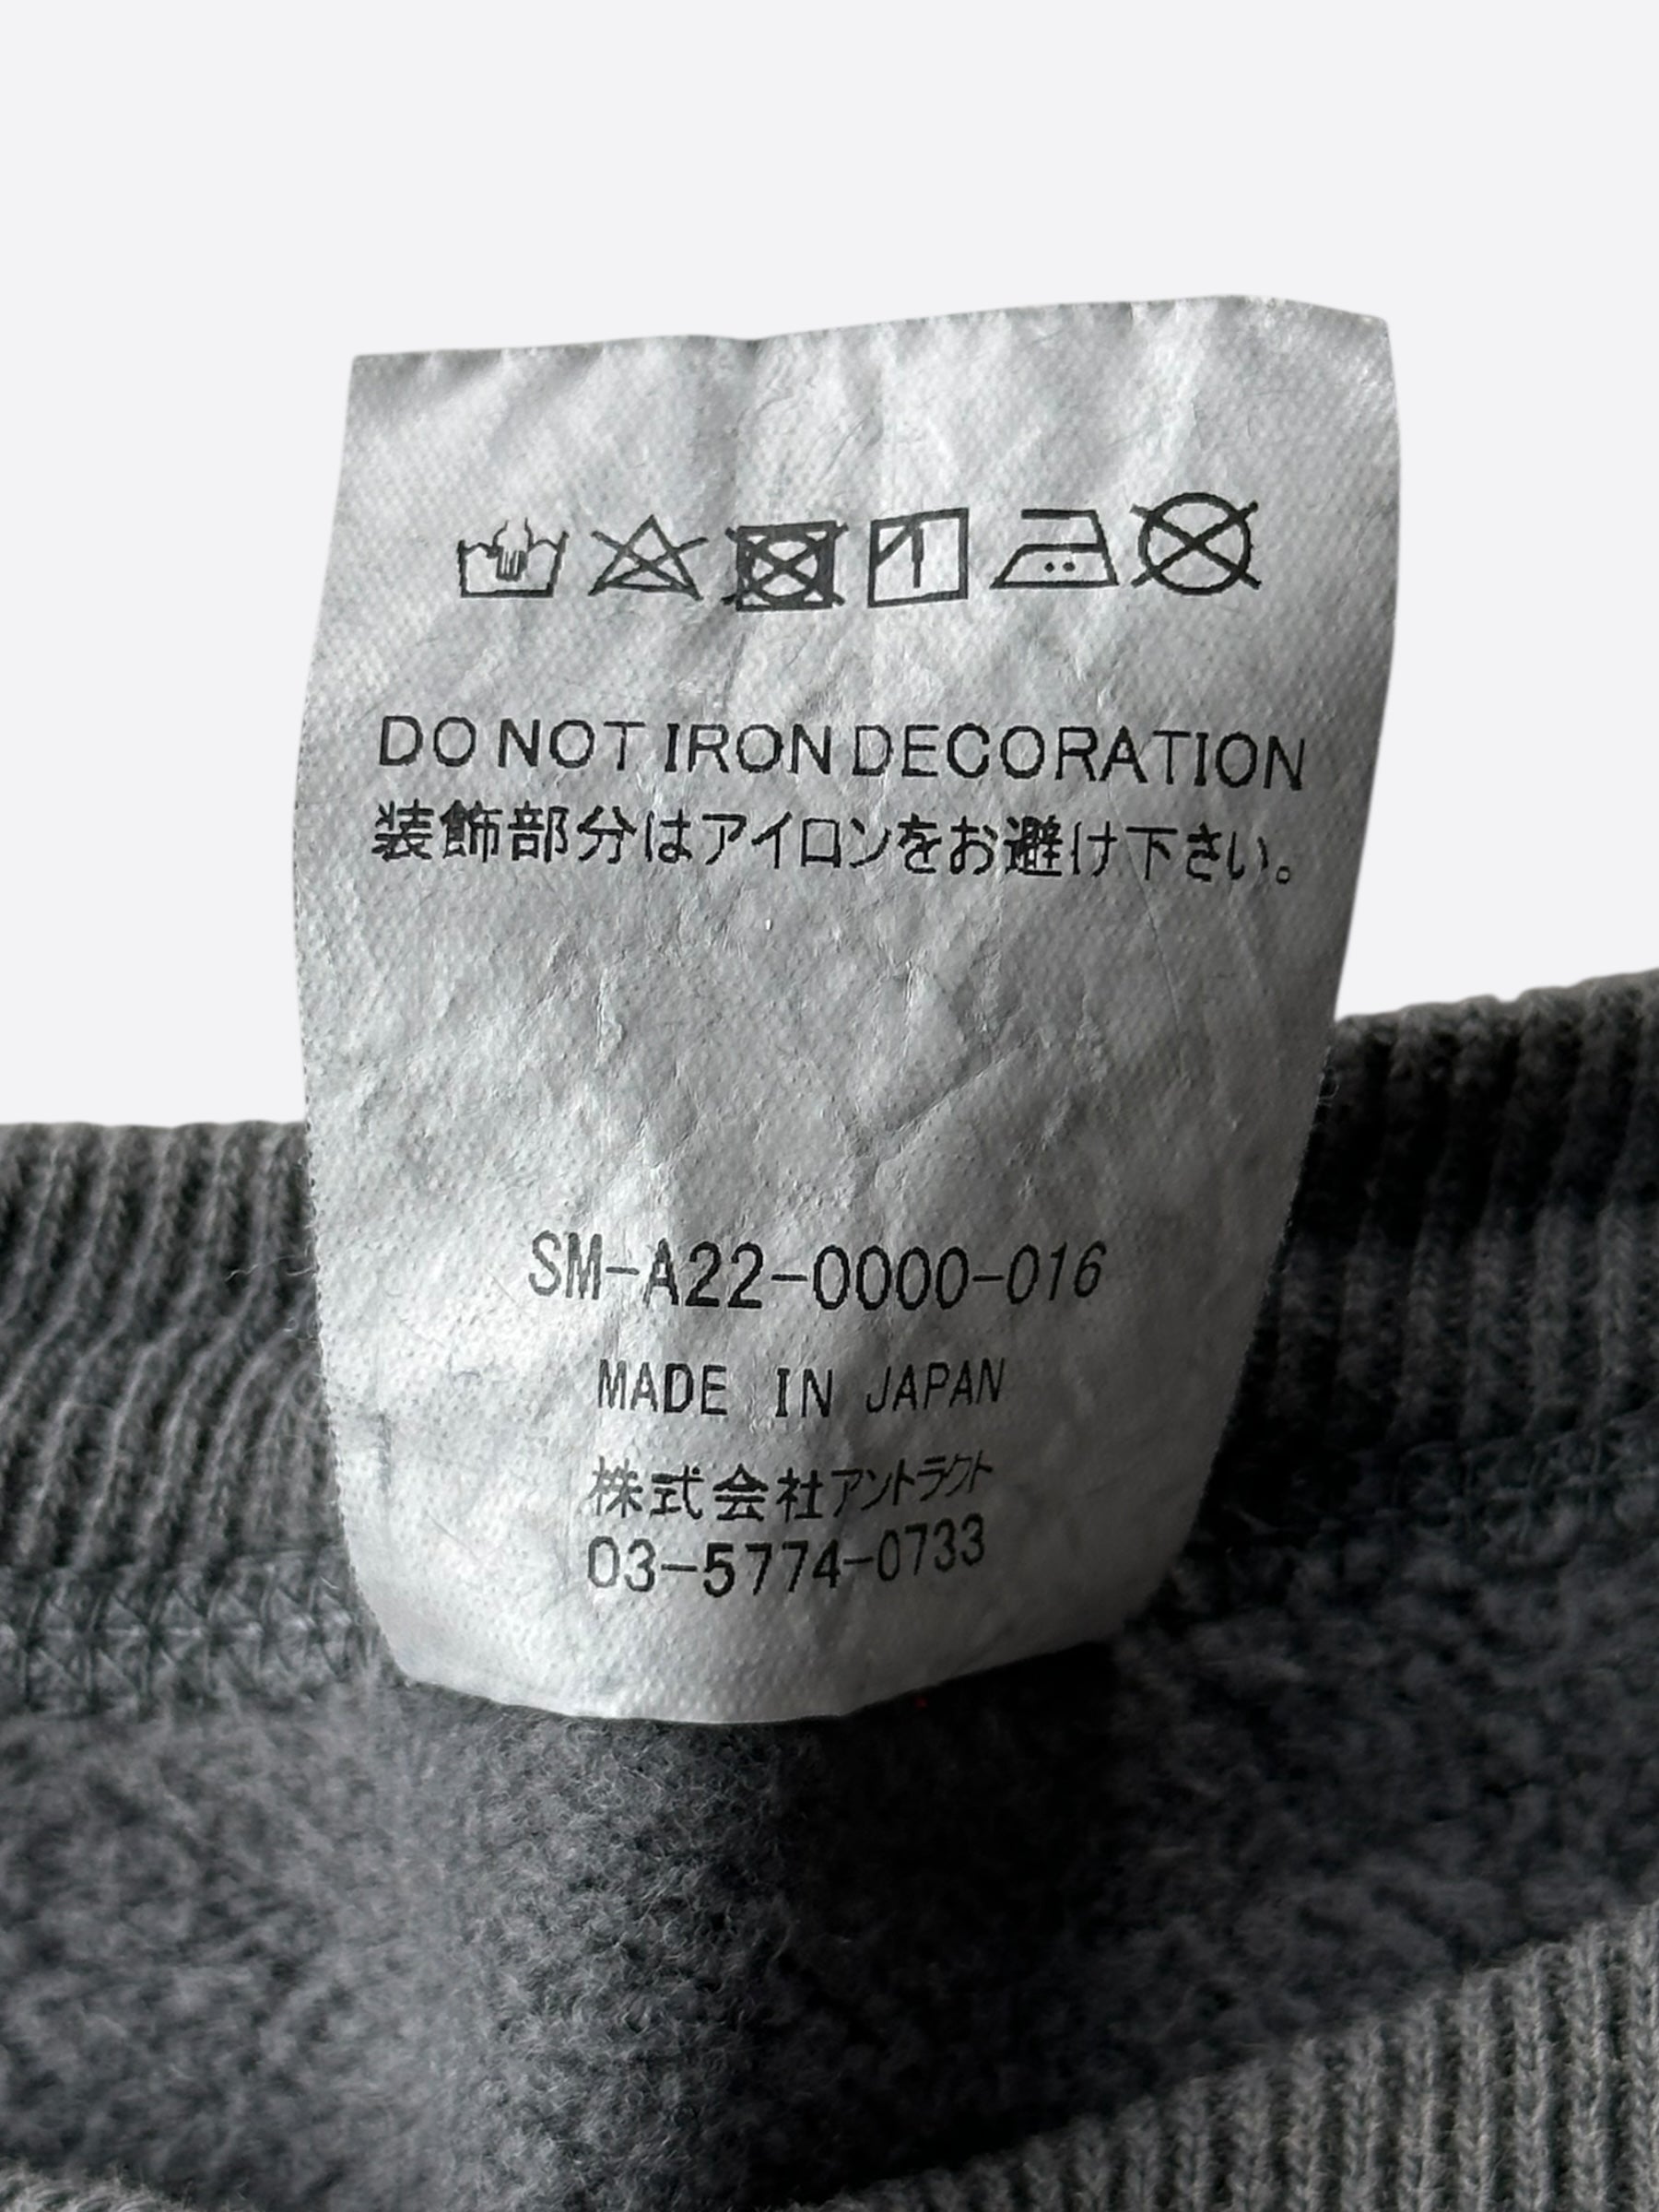 DO NOT IRON DECORATION
装飾部分はアイロンをお避け下さい。
SM-A22-0000-016
MADE IN JAPAN
株式会社アントラクト
03-5774-0733